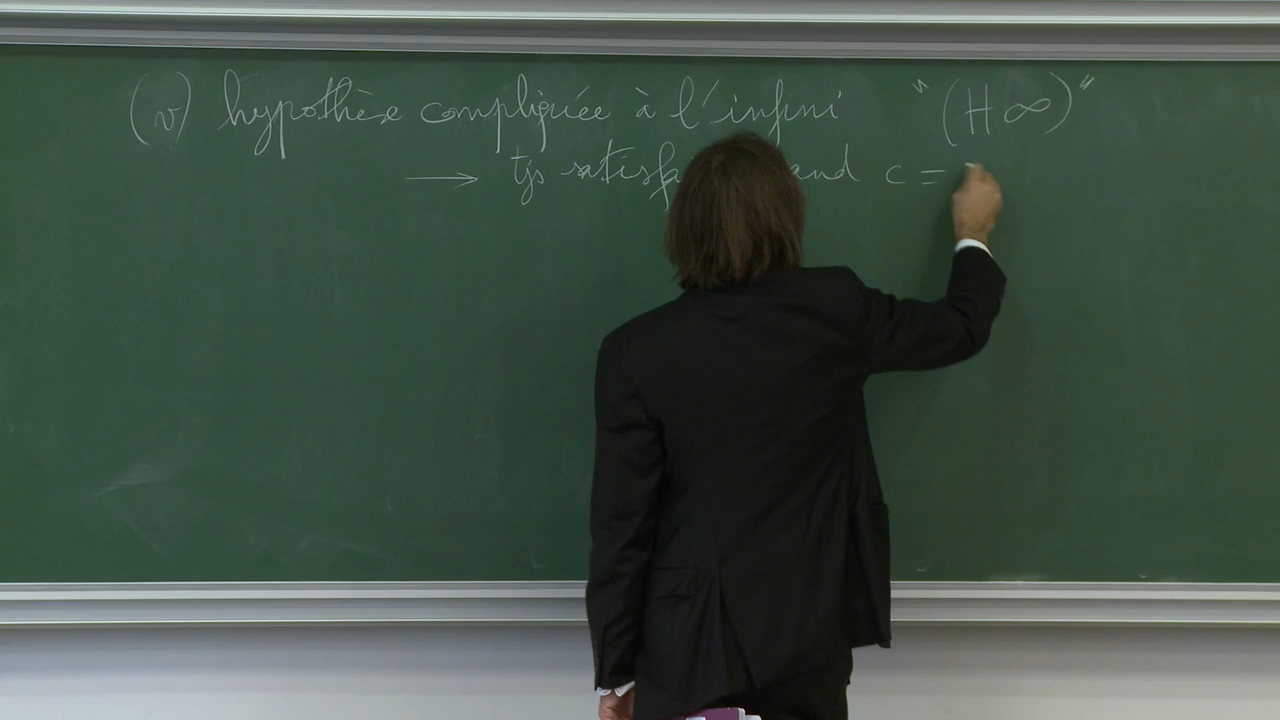 (v) hypothèse compliquée à l'infini "(H∞)"
→ tjs satisfa and c =